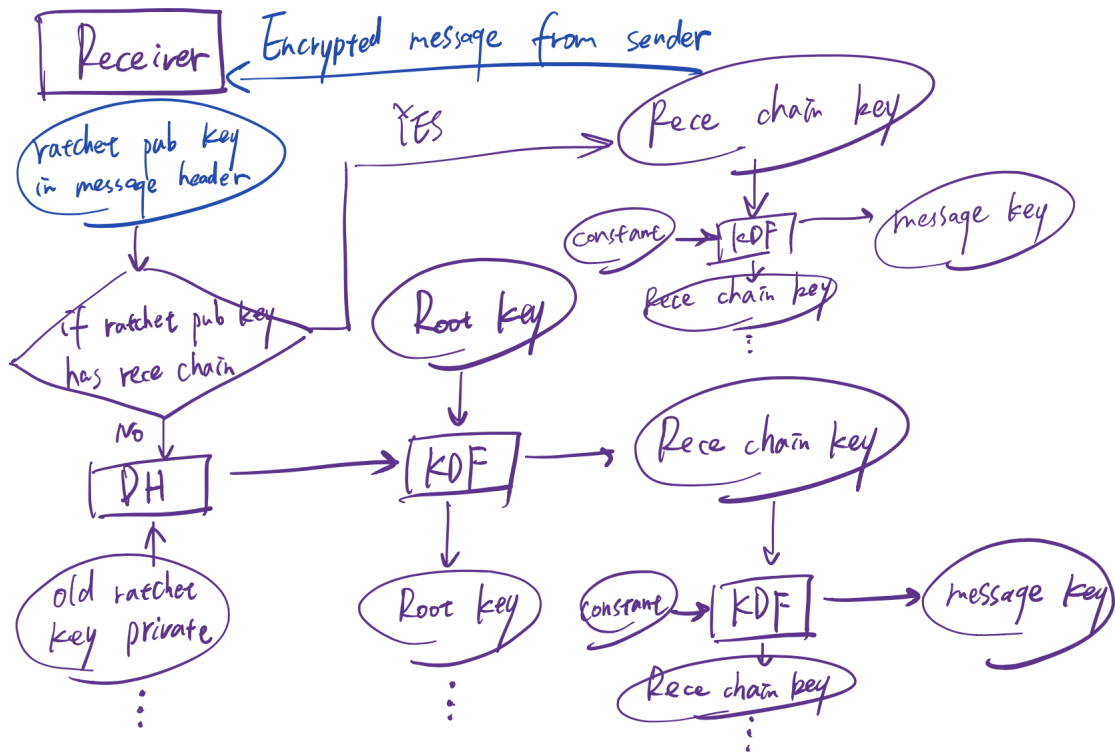 Receiver
Encrypted message from sender
ratchet pub key
in message header
YES
Rece chain key
constant
KDF
message key
Rece chain key
if ratchet pub key
has rece chain
Root key
No
DH
KDF
Rece chain key
old ratchet
key private
Root key
constant
KDF
message key
Rece chain key